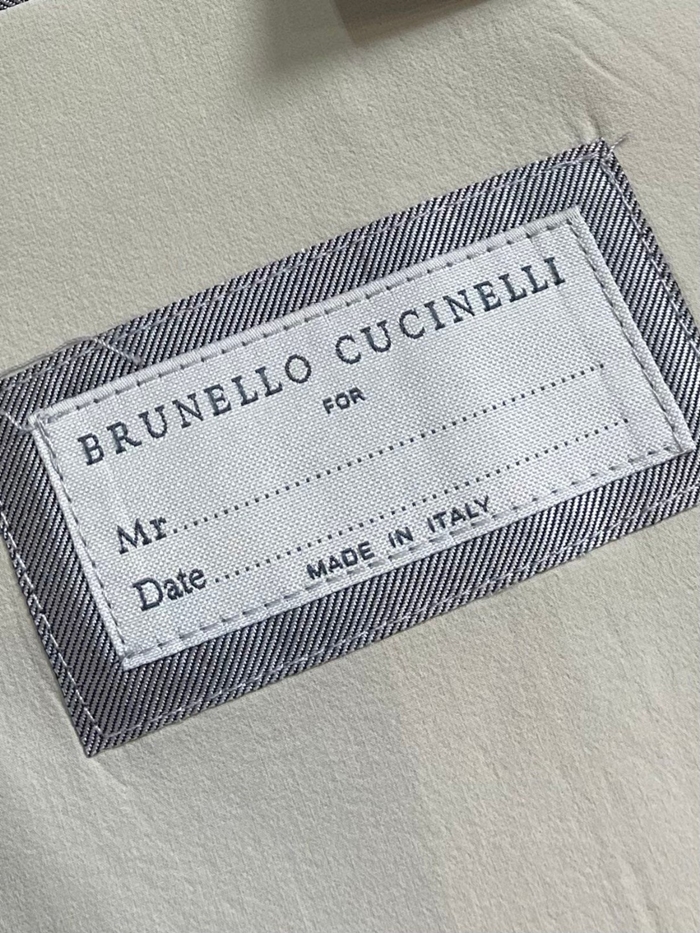 BRUNELLO CUCINELLI
FOR
Mr................................................
Date................................................
MADE IN ITALY